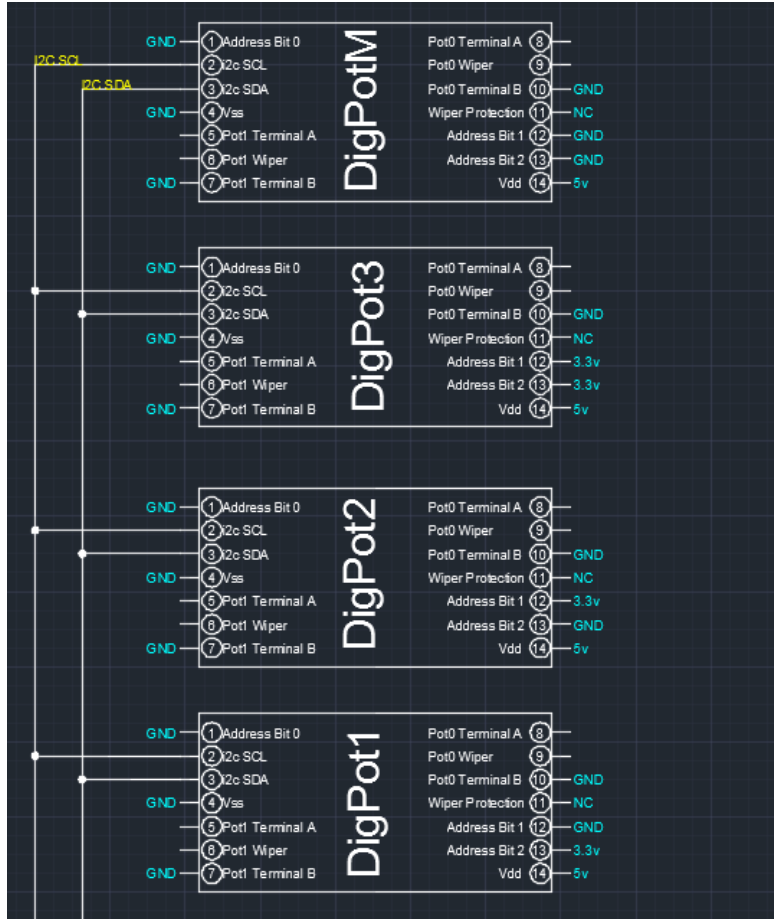 GND 1 Address Bit 0 Pot0 Terminal A 8
I2C SCL 2 i2c SCL Pot0 Wiper 9
I2C SDA 3 i2c SDA Pot0 Terminal B 10 GND
GND 4 Vss Wiper Protection 11 NC
5 Pot1 Terminal A Address Bit 1 12 GND
6 Pot1 Wiper Address Bit 2 13 GND
GND 7 Pot1 Terminal B Vdd 14 5v
DigPotM
GND 1 Address Bit 0 Pot0 Terminal A 8
2 i2c SCL Pot0 Wiper 9
3 i2c SDA Pot0 Terminal B 10 GND
GND 4 Vss Wiper Protection 11 NC
5 Pot1 Terminal A Address Bit 1 12 3.3v
6 Pot1 Wiper Address Bit 2 13 3.3v
GND 7 Pot1 Terminal B Vdd 14 5v
DigPot3
GND 1 Address Bit 0 Pot0 Terminal A 8
2 i2c SCL Pot0 Wiper 9
3 i2c SDA Pot0 Terminal B 10 GND
GND 4 Vss Wiper Protection 11 NC
5 Pot1 Terminal A Address Bit 1 12 3.3v
6 Pot1 Wiper Address Bit 2 13 GND
GND 7 Pot1 Terminal B Vdd 14 5v
DigPot2
GND 1 Address Bit 0 Pot0 Terminal A 8
2 i2c SCL Pot0 Wiper 9
3 i2c SDA Pot0 Terminal B 10 GND
GND 4 Vss Wiper Protection 11 NC
5 Pot1 Terminal A Address Bit 1 12 GND
6 Pot1 Wiper Address Bit 2 13 3.3v
GND 7 Pot1 Terminal B Vdd 14 5v
DigPot1